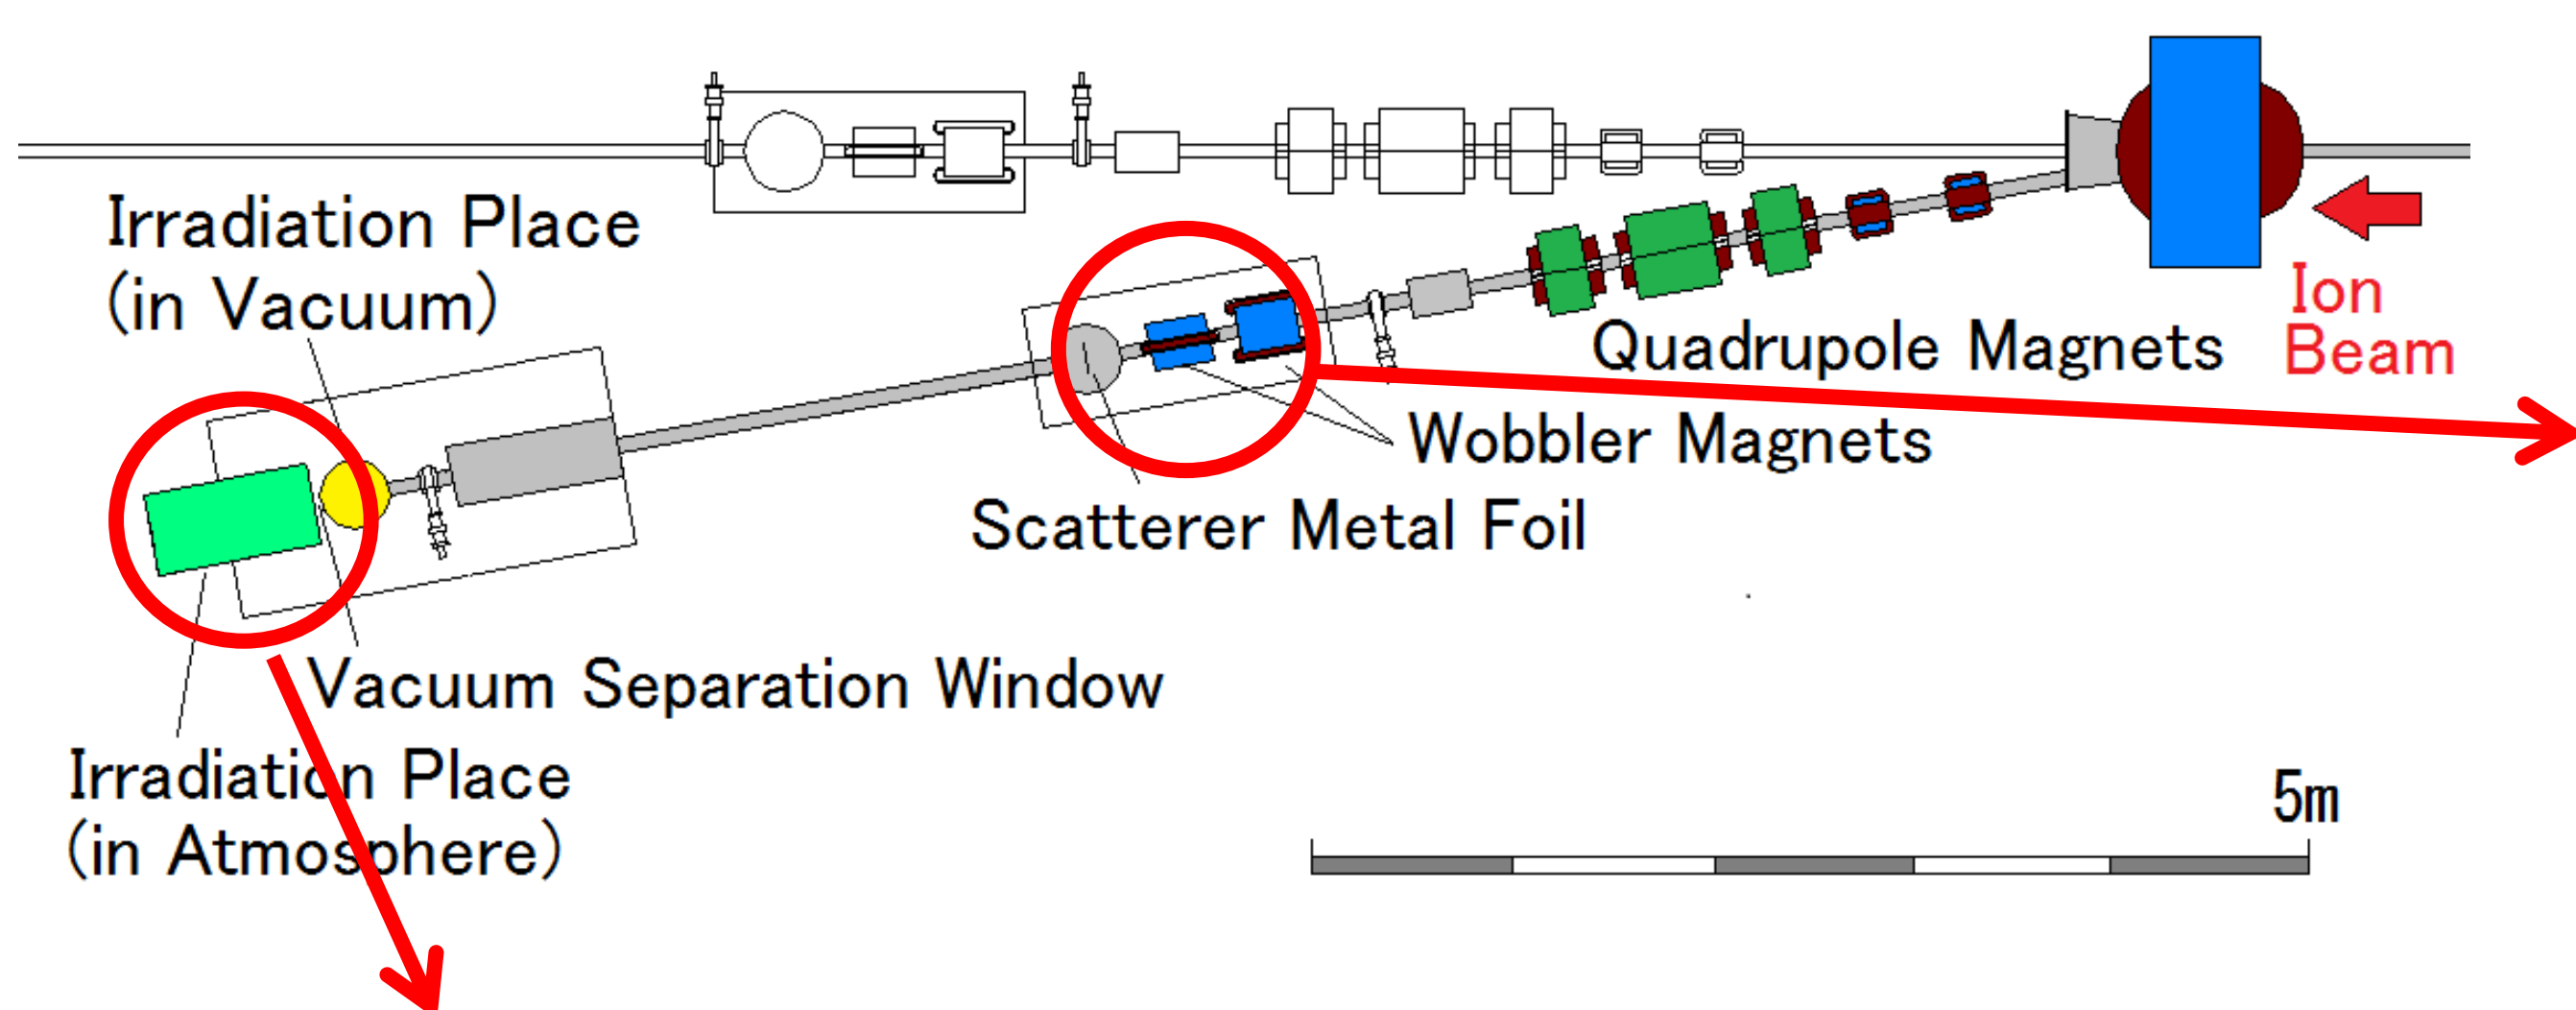 Irradiation Place
(in Vacuum)
Ion
Beam
Quadrupole Magnets
Wobbler Magnets
Scatterer Metal Foil
Vacuum Separation Window
Irradiation Place
(in Atmosphere)
5m